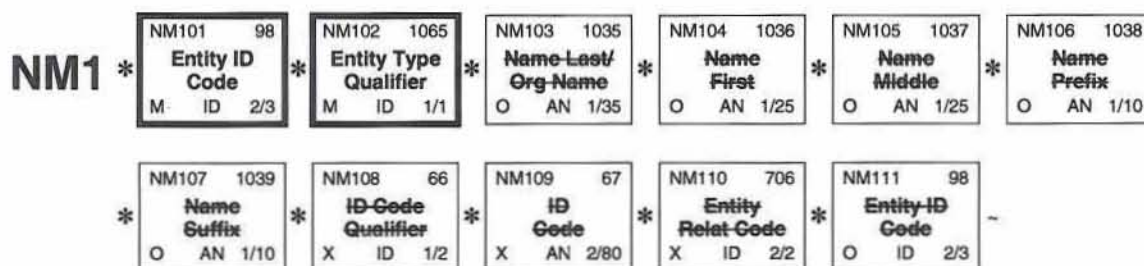 NM1 * NM101 98 * NM102 1065 * NM103 1035 * NM104 1036 * NM105 1037 * NM106 1038
Entity ID Entity Type Name Last/ Name Name Name
Code Qualifier Org Name First Middle Prefix
M ID 2/3 M ID 1/1 O AN 1/35 O AN 1/25 O AN 1/25 O AN 1/10
* NM107 1039 * NM108 66 * NM109 67 * NM110 706 * NM111 98 ~
Name ID Code ID Entity Entity ID
Suffix Qualifier Code Relat Code Code
O AN 1/10 X ID 1/2 X AN 2/80 X ID 2/2 O ID 2/3